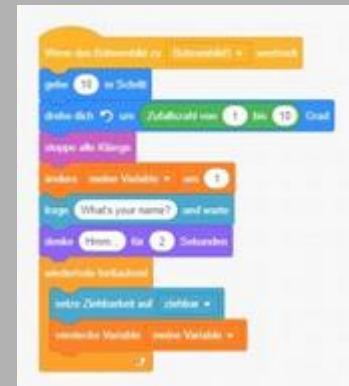 Wenn das Bühnenbild zu Bühnenbild1 wechselt
gehe 10 er Schritt
drehe dich um Zufallszahl von 1 bis 10 Grad
stoppe alle Klänge
ändere meine Variable um 1
frage What's your name? und warte
denke Hmm... für 2 Sekunden
wiederhole fortlaufend
setze Ziehbarkeit auf ziehbar
verstecke Variable meine Variable